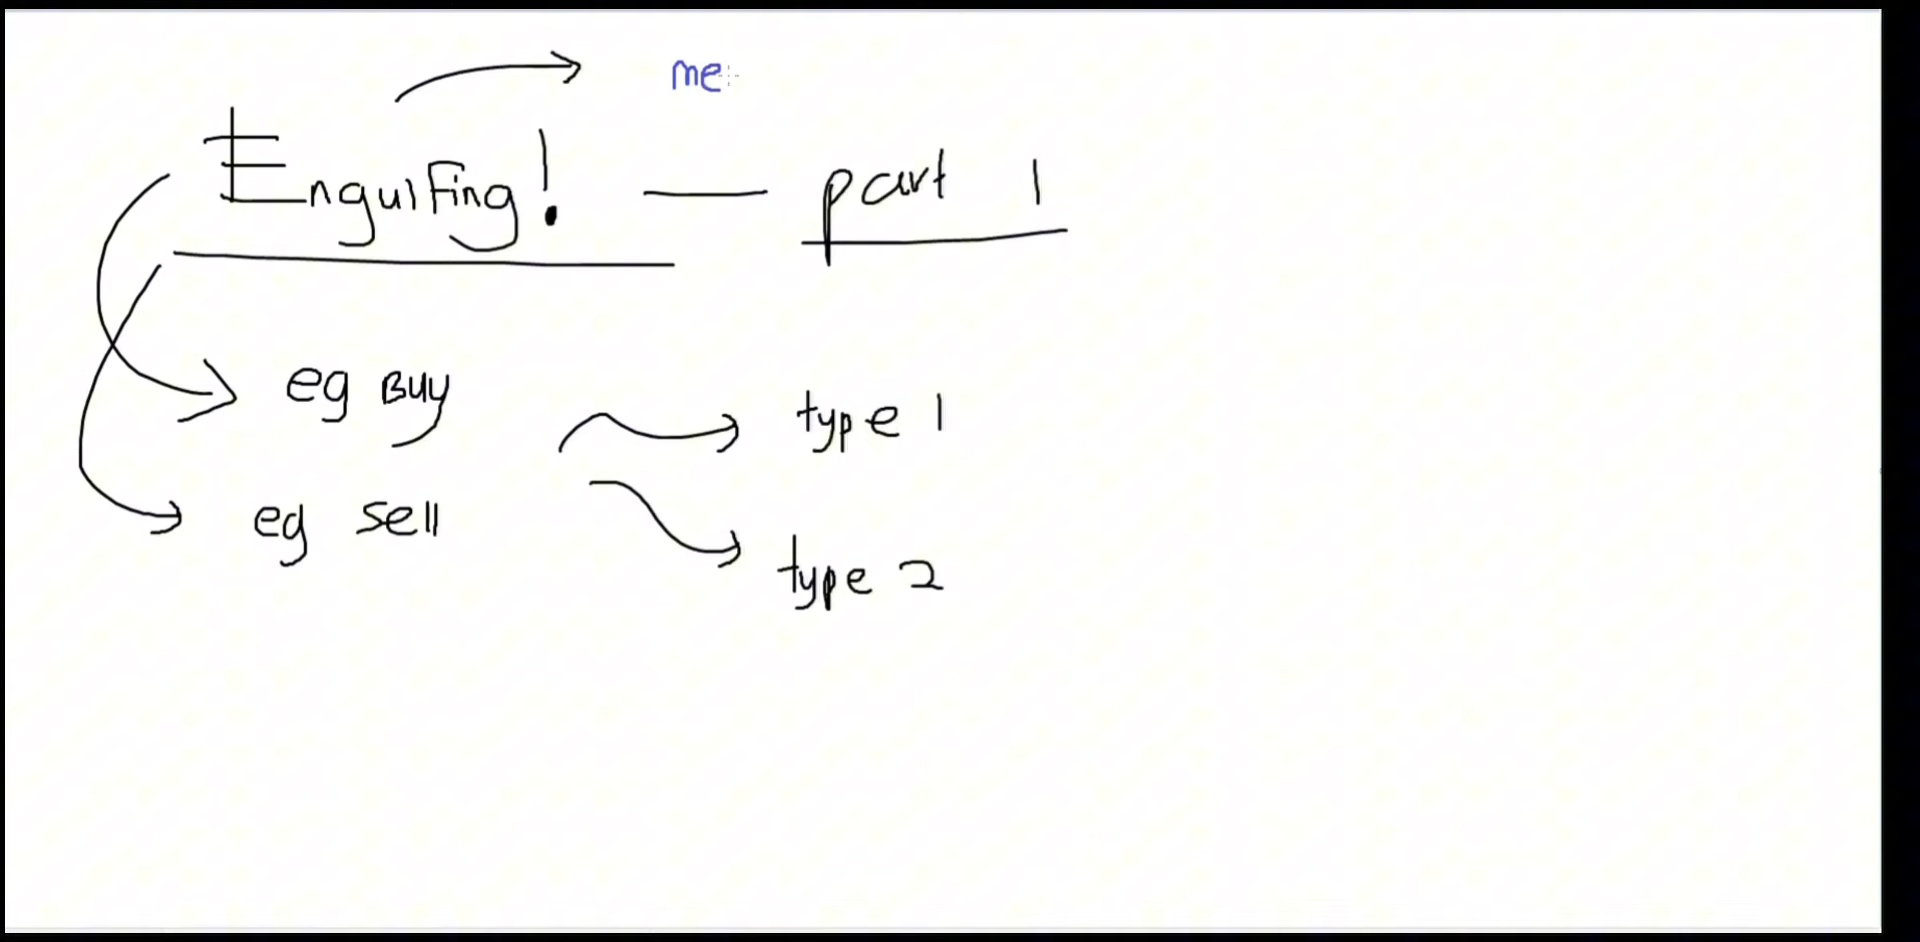 me
Engulfing! — part 1
eg Buy
type 1
eg sell
type 2